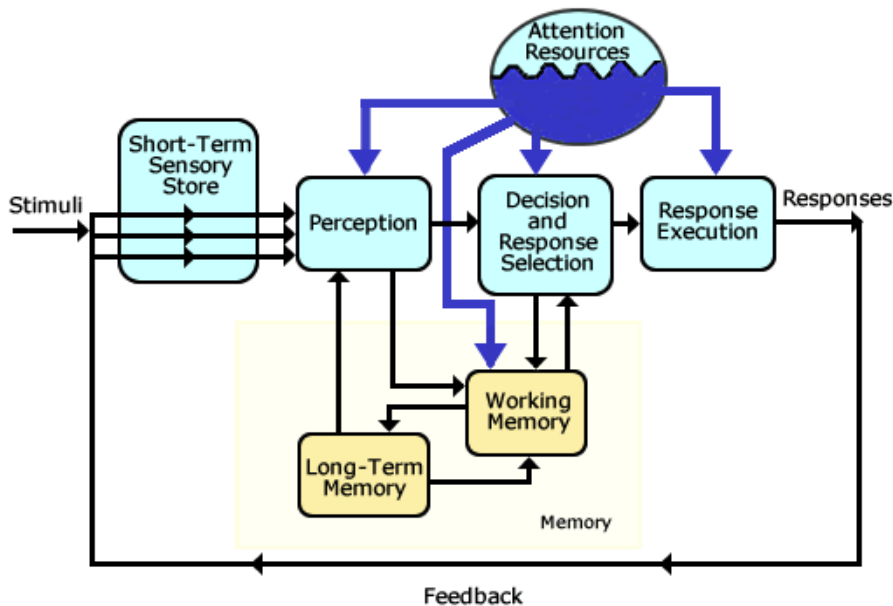 Attention
Resources
Short-Term
Sensory
Store
Stimuli
Perception
Decision
and
Response
Selection
Response
Execution
Responses
Working
Memory
Long-Term
Memory
Memory
Feedback